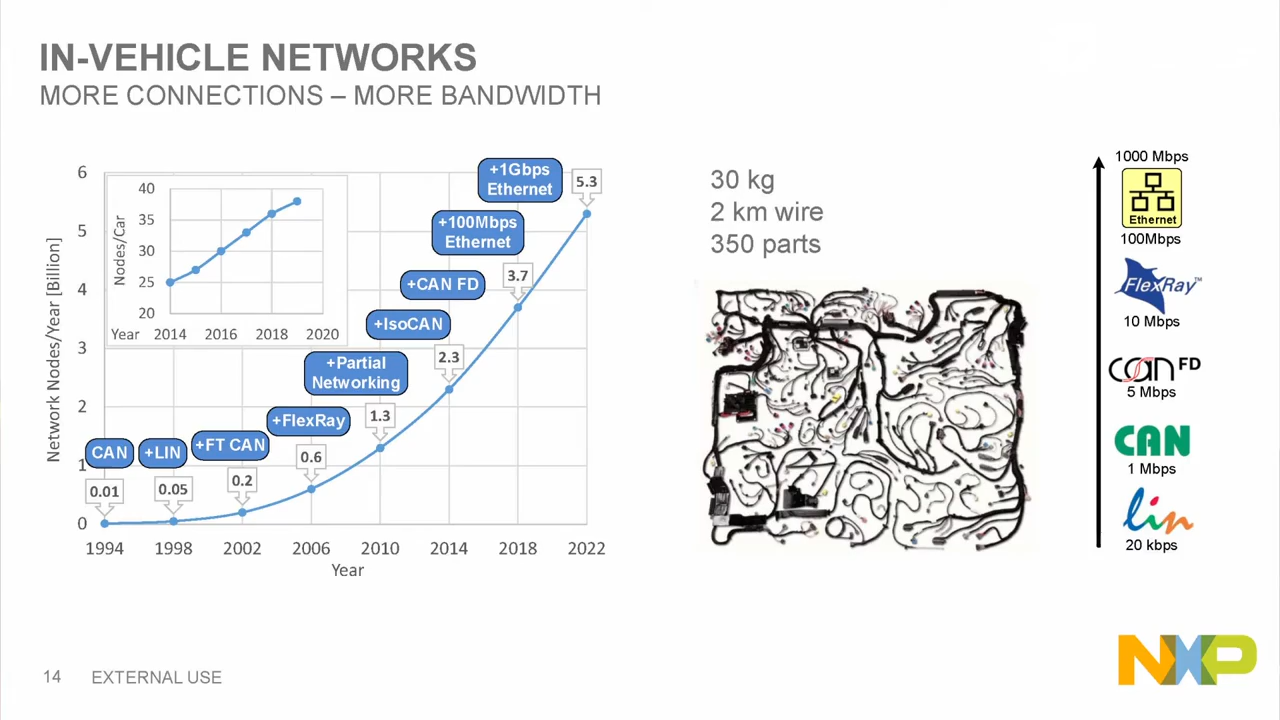 IN-VEHICLE NETWORKS
MORE CONNECTIONS – MORE BANDWIDTH
Network Nodes/Year [Billion]
6
5
4
3
2
1
0
1994
1998
2002
2006
2010
2014
2018
2022
Year
Nodes/Car
40
35
30
25
20
Year
2014
2016
2018
2020
CAN
+LIN
+FT CAN
+FlexRay
+Partial
Networking
+IsoCAN
+CAN FD
+100Mbps
Ethernet
+1Gbps
Ethernet
0.01
0.05
0.2
0.6
1.3
2.3
3.7
5.3
30 kg
2 km wire
350 parts
1000 Mbps
Ethernet
100Mbps
FlexRay™
10 Mbps
CAN FD
5 Mbps
CAN
1 Mbps
lin
20 kbps
14
EXTERNAL USE
NXP